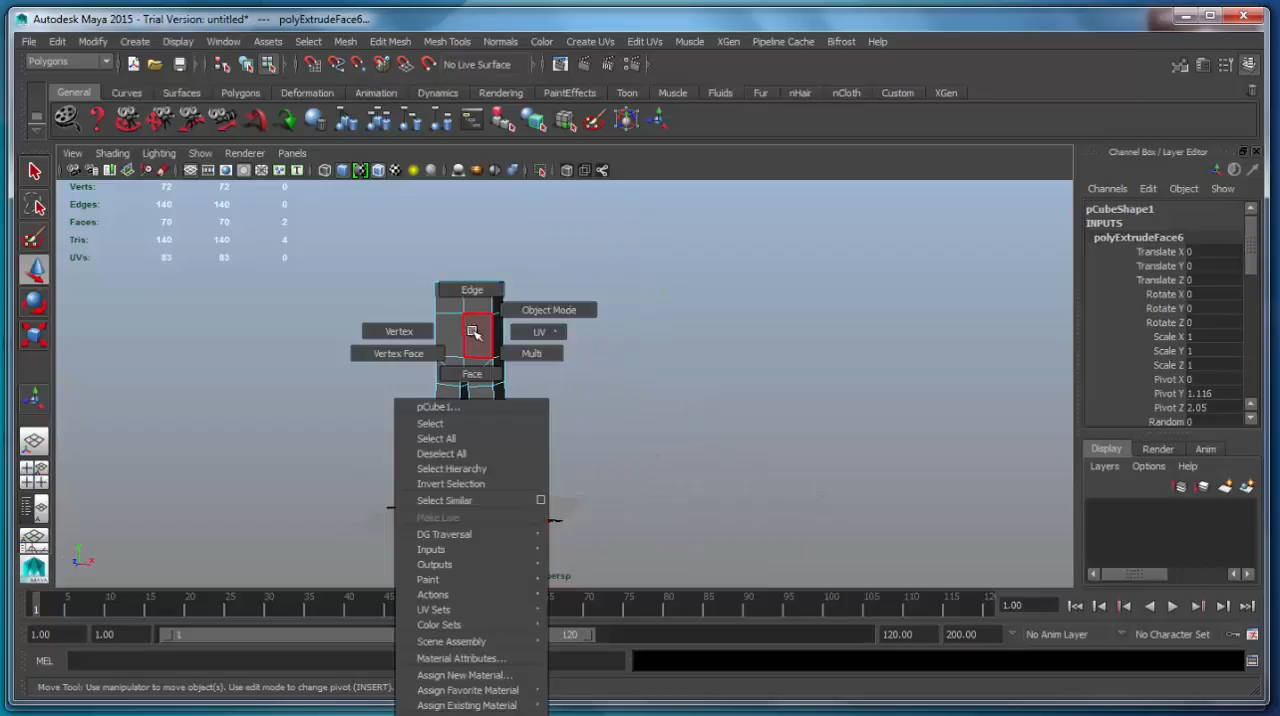 Autodesk Maya 2015 - Trial Version: untitled* --- polyExtrudeFace6...
File Edit Modify Create Display Window Assets Select Mesh Edit Mesh Mesh Tools Normals Color Create UVs Edit UVs Muscle XGen Pipeline Cache Bifrost Help
Polygons No Live Surface
General Curves Surfaces Polygons Deformation Animation Dynamics Rendering PaintEffects Toon Muscle Fluids Fur nHair nCloth Custom XGen
View Shading Lighting Show Renderer Panels
Channel Box / Layer Editor
Channels Edit Object Show
Verts: 72 72 0
Edges: 140 140 0
Faces: 70 70 2
Tris: 140 140 4
UVs: 83 83 0
Edge
Object Mode
Vertex
UV
Vertex Face
Multi
Face
pCube1...
Select
Select All
Deselect All
Select Hierarchy
Invert Selection
Select Similar
Make Live
DG Traversal
Inputs
Outputs
Paint
Actions
UV Sets
Color Sets
Scene Assembly
Material Attributes...
Assign New Material...
Assign Favorite Material
Assign Existing Material
persp
pCubeShape1
INPUTS
polyExtrudeFace6
Translate X 0
Translate Y 0
Translate Z 0
Rotate X 0
Rotate Y 0
Rotate Z 0
Scale X 1
Scale Y 1
Scale Z 1
Pivot X 0
Pivot Y 1.116
Pivot Z 2.05
Random 0
Display Render Anim
Layers Options Help
1 5 10 15 20 25 30 35 40 45 65 70 75 80 85 90 95 100 105 110 115 12 1.00
1.00 1.00 1 120 120.00 200.00 No Anim Layer No Character Set
MEL
Move Tool: Use manipulator to move object(s). Use edit mode to change pivot (INSERT).